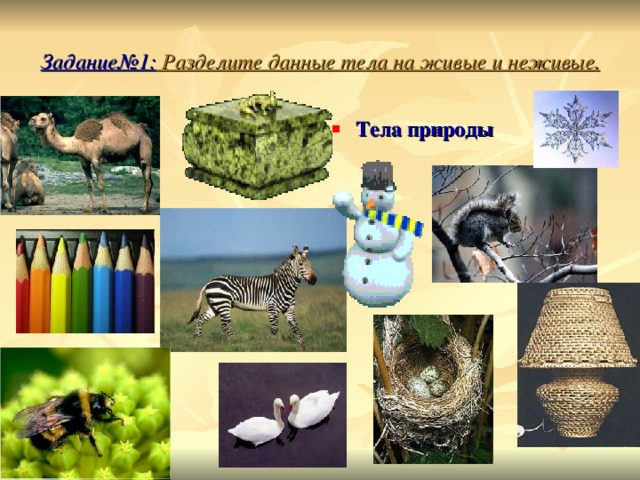 Задание№1: Разделите данные тела на живые и неживые.
Тела природы